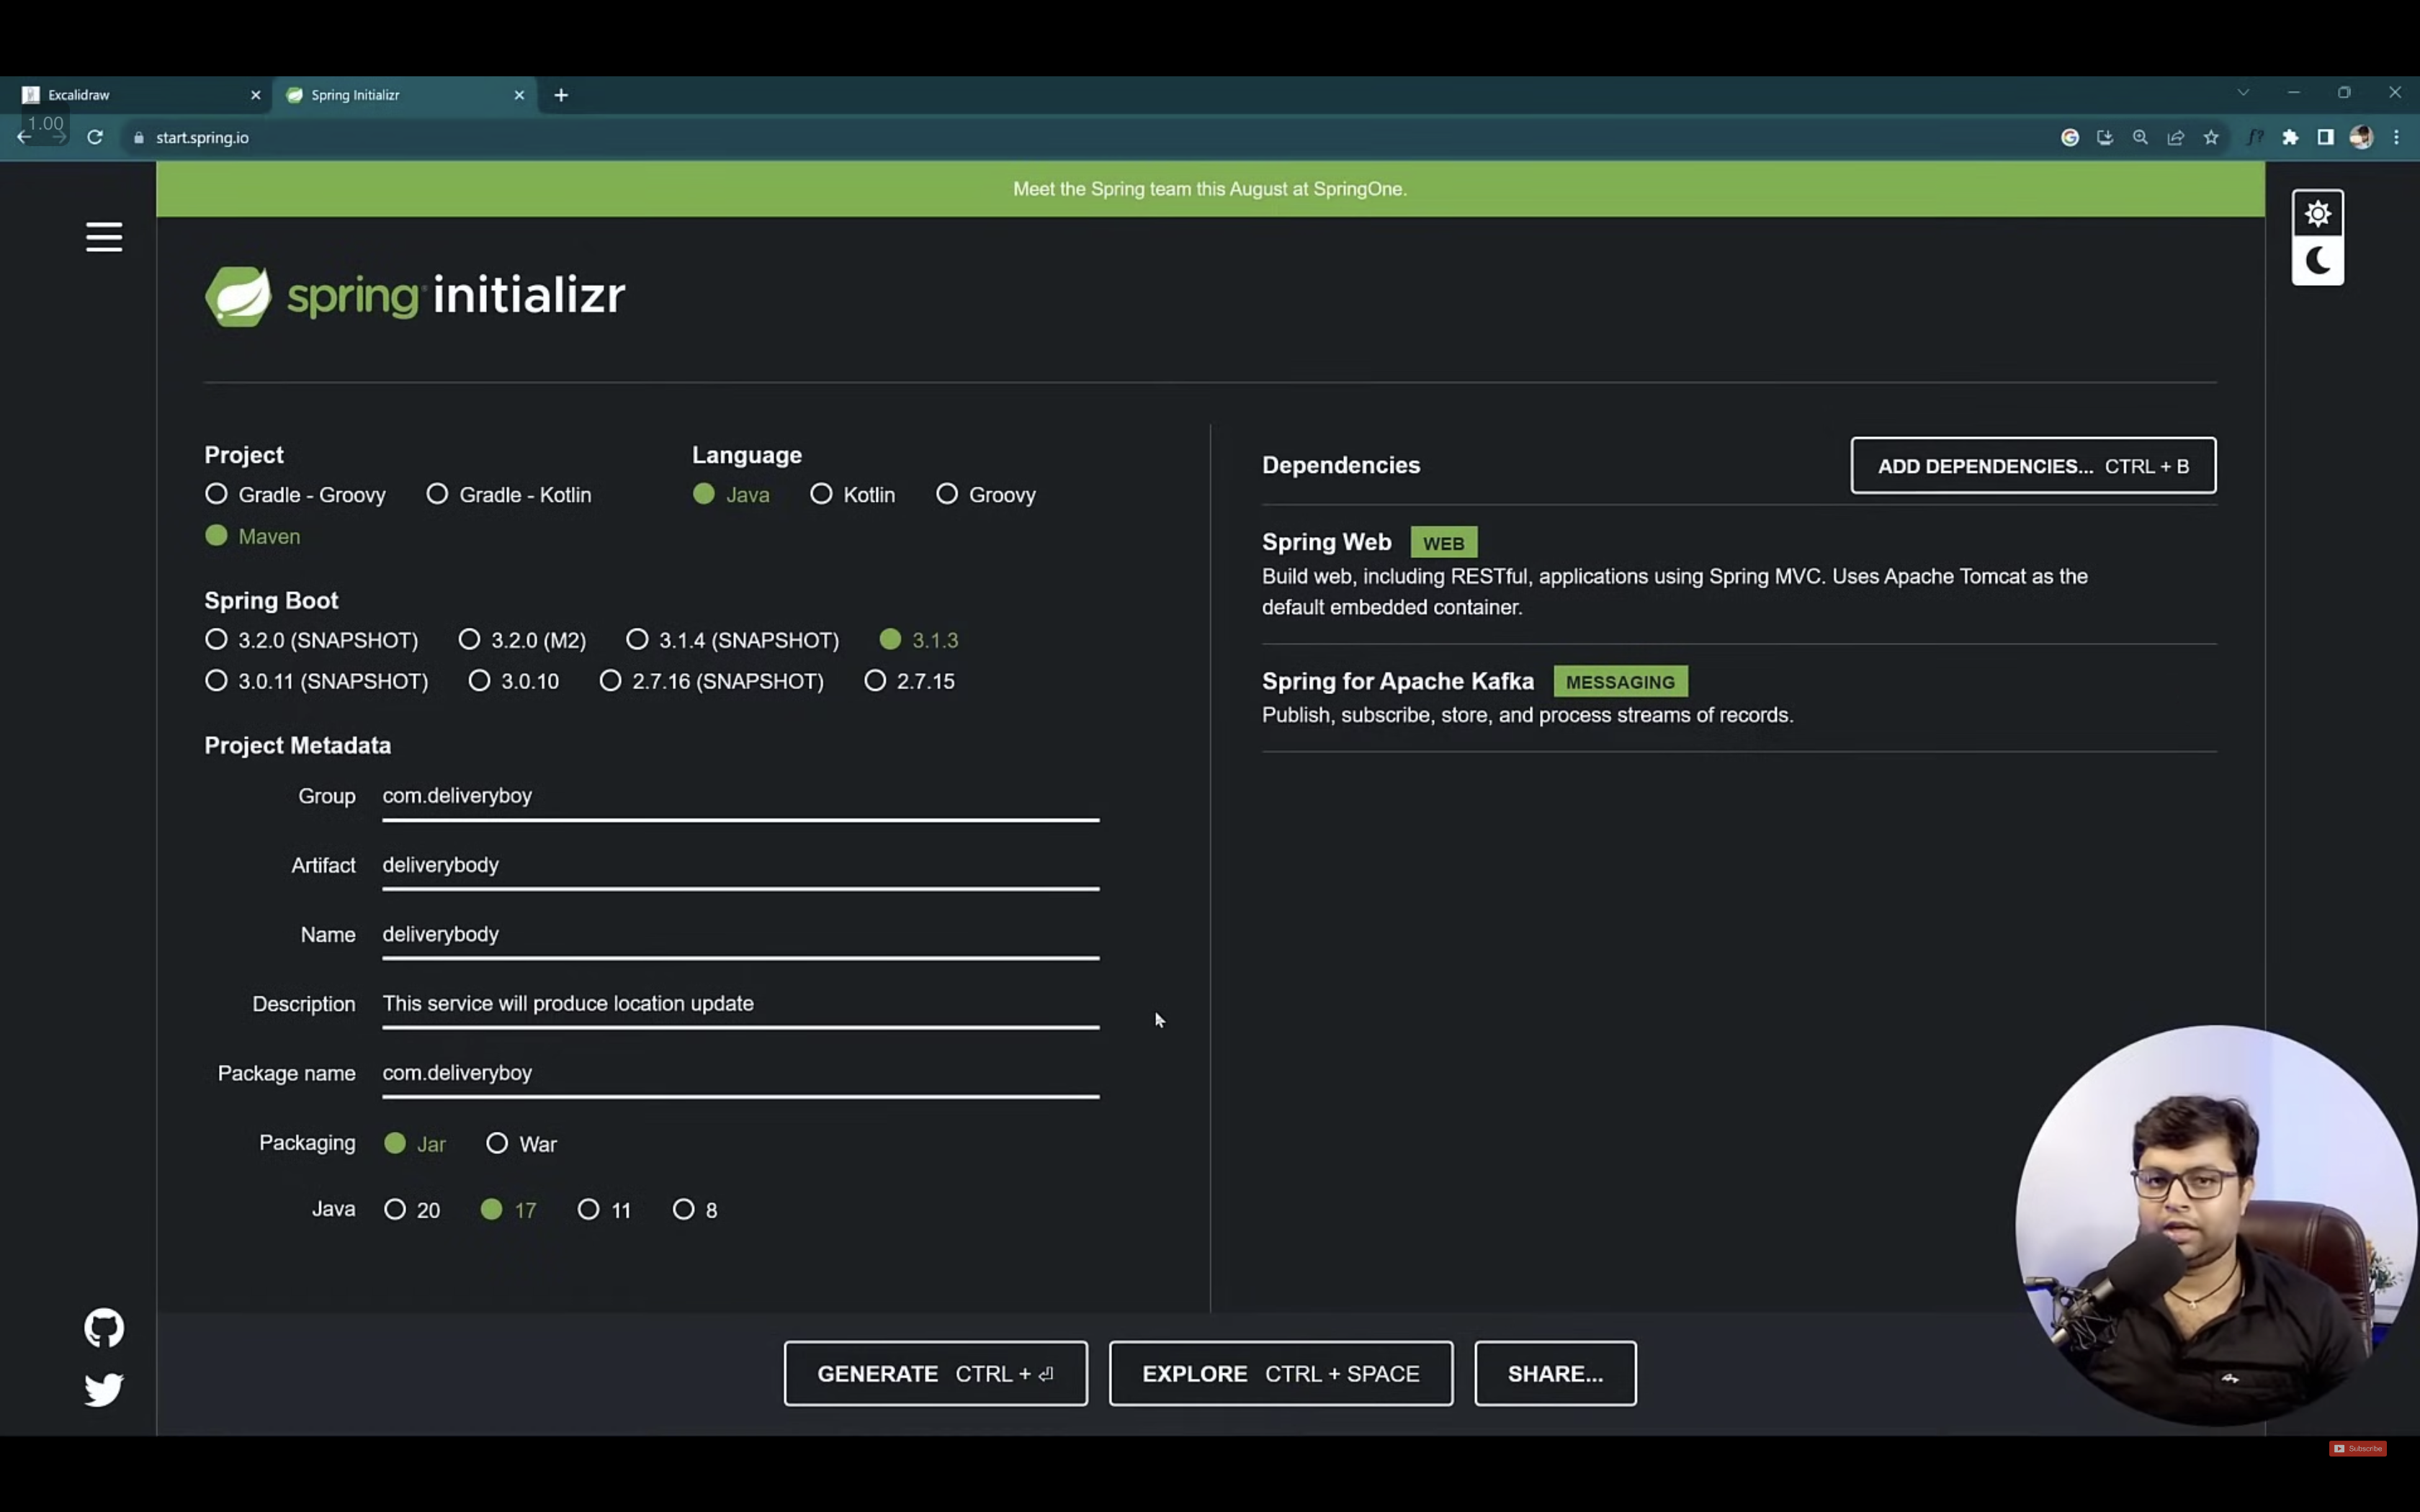 Excalidraw
Spring Initializr
1.00
start.spring.io
Meet the Spring team this August at SpringOne.
spring initializr
Project
Gradle - Groovy Gradle - Kotlin
Maven
Language
Java Kotlin Groovy
Spring Boot
3.2.0 (SNAPSHOT) 3.2.0 (M2) 3.1.4 (SNAPSHOT) 3.1.3
3.0.11 (SNAPSHOT) 3.0.10 2.7.16 (SNAPSHOT) 2.7.15
Project Metadata
Group com.deliveryboy
Artifact deliverybody
Name deliverybody
Description This service will produce location update
Package name com.deliveryboy
Packaging Jar War
Java 20 17 11 8
Dependencies
ADD DEPENDENCIES... CTRL + B
Spring Web WEB
Build web, including RESTful, applications using Spring MVC. Uses Apache Tomcat as the
default embedded container.
Spring for Apache Kafka MESSAGING
Publish, subscribe, store, and process streams of records.
GENERATE CTRL + ⏎
EXPLORE CTRL + SPACE
SHARE...
Subscribe